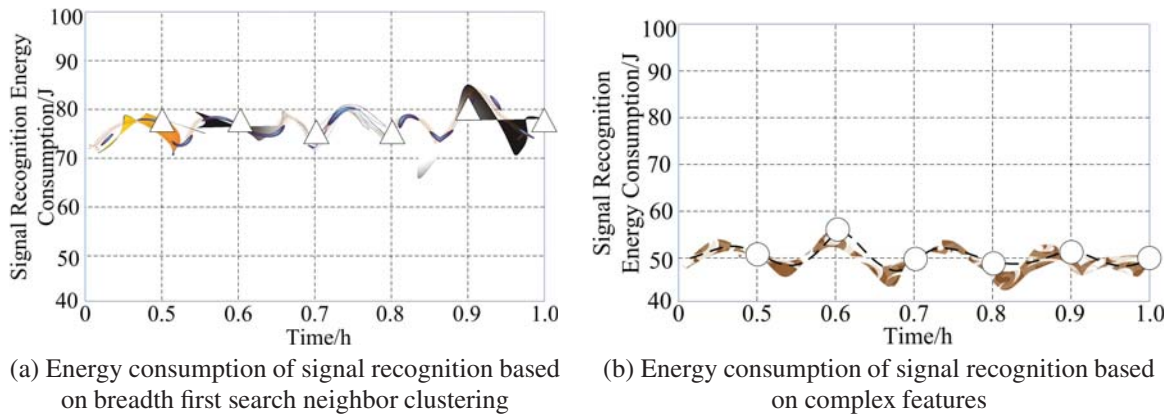 Signal Recognition Energy
Consumption/J
100
90
80
70
60
50
40
0 0.5 0.6 0.7 0.8 0.9 1.0
Time/h
(a) Energy consumption of signal recognition based
on breadth first search neighbor clustering
Signal Recognition
Energy Consumption/J
100
90
80
70
60
50
40
0 0.5 0.6 0.7 0.8 0.9 1.0
Time/h
(b) Energy consumption of signal recognition based
on complex features